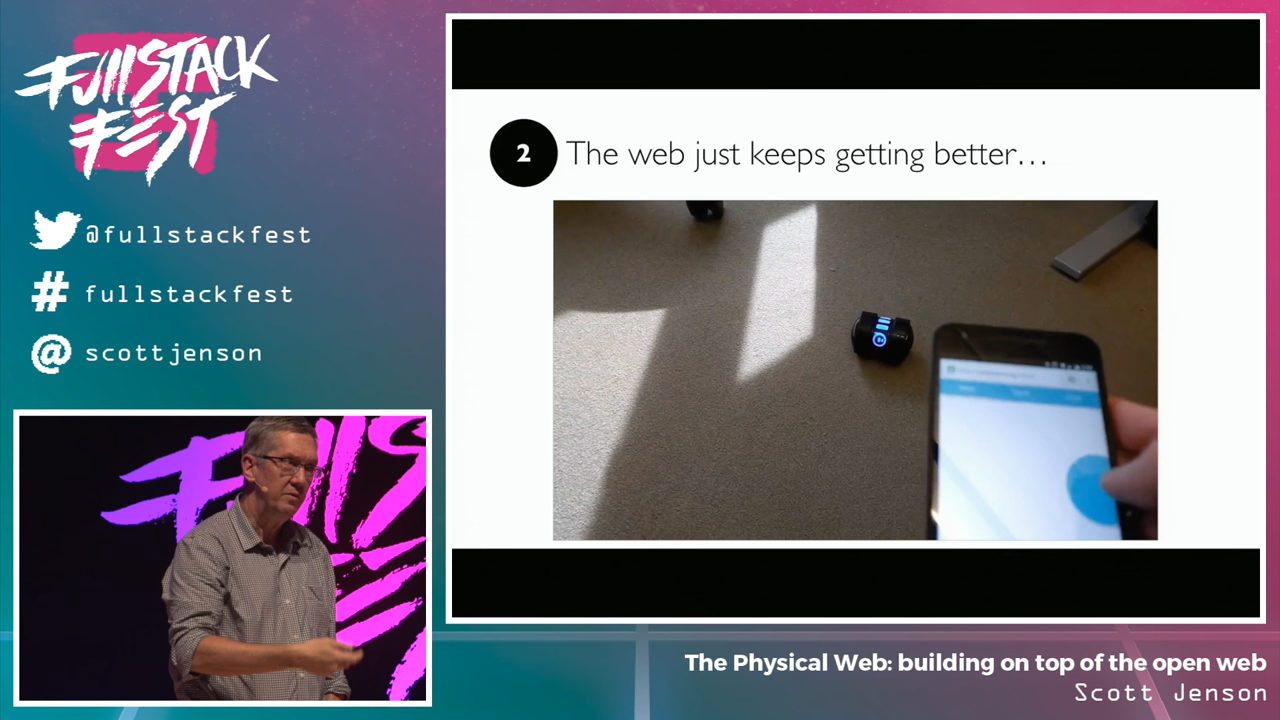 FullSTACK
FEST
@fullstackfest
# fullstackfest
@ scottjenson
2 The web just keeps getting better...
The Physical Web: building on top of the open web
Scott Jenson